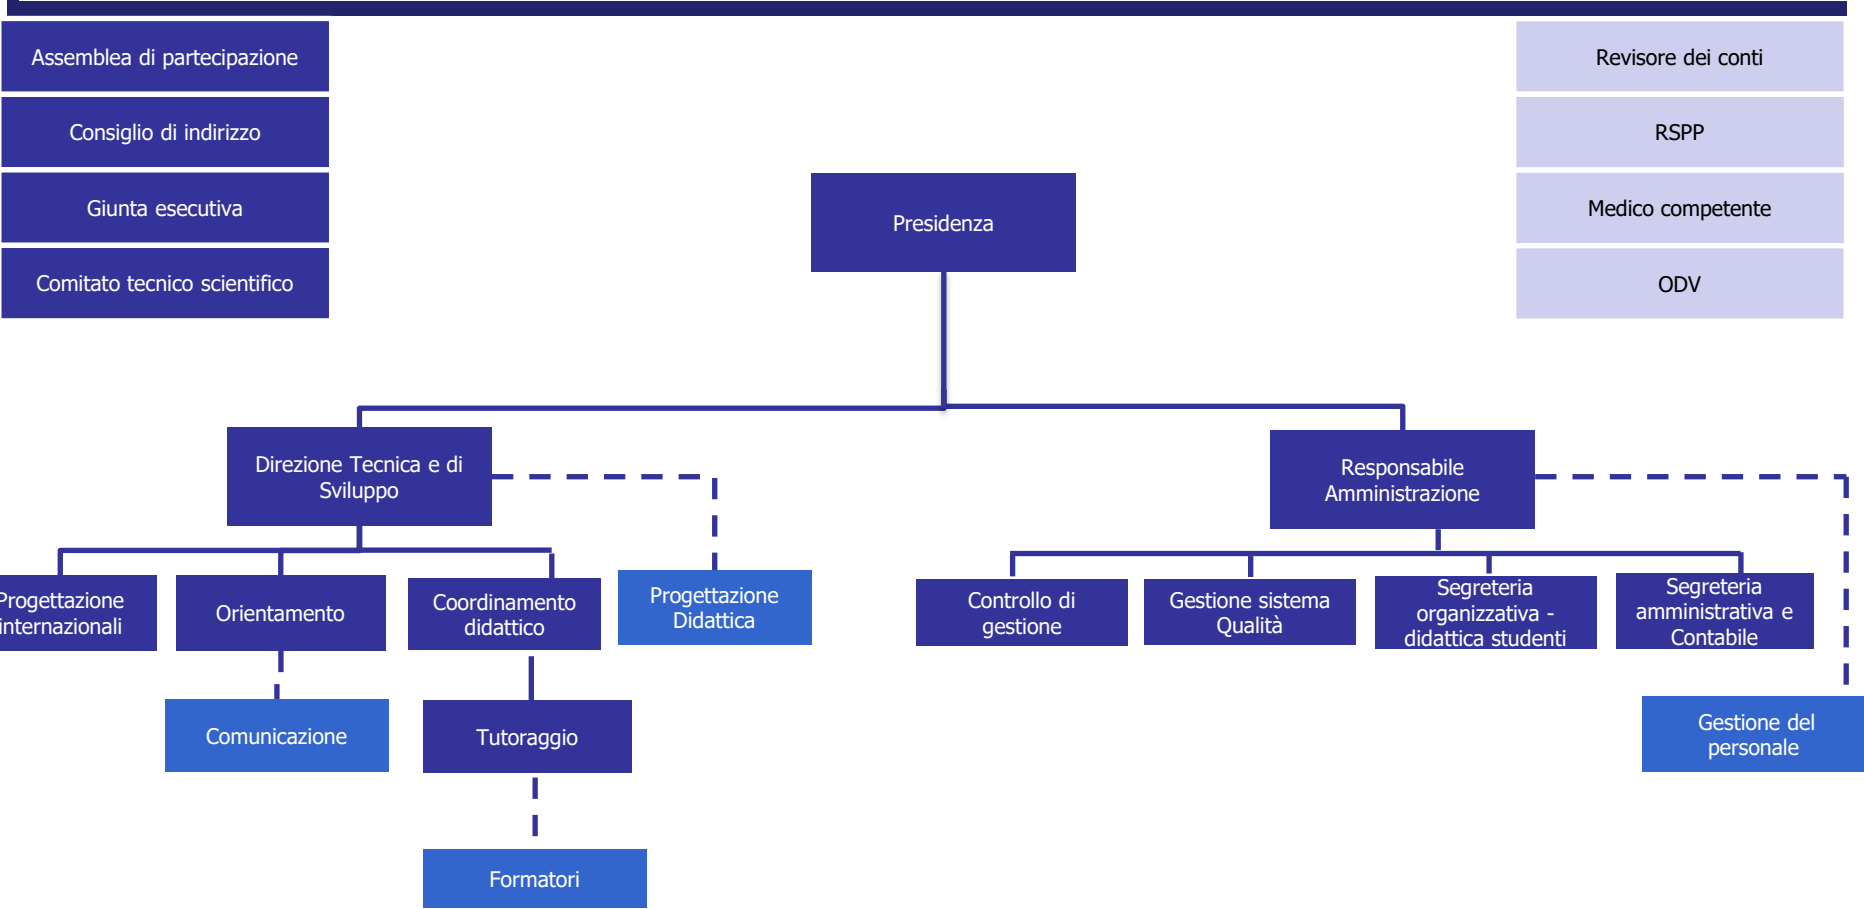 Assemblea di partecipazione
Consiglio di indirizzo
Giunta esecutiva
Comitato tecnico scientifico
Revisore dei conti
RSPP
Medico competente
ODV
Presidenza
Direzione Tecnica e di
Sviluppo
Responsabile
Amministrazione
Progettazione
internazionali
Orientamento
Coordinamento
didattico
Progettazione
Didattica
Controllo di
gestione
Gestione sistema
Qualità
Segreteria
organizzativa -
didattica studenti
Segreteria
amministrativa e
Contabile
Comunicazione
Tutoraggio
Gestione del
personale
Formatori